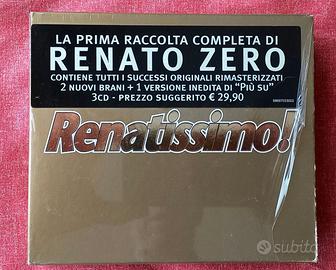 LA PRIMA RACCOLTA COMPLETA DI
RENATO ZERO
CONTIENE TUTTI I SUCCESSI ORIGINALI RIMASTERIZZATI
2 NUOVI BRANI + 1 VERSIONE INEDITA DI "PIÙ SU"
3CD - PREZZO SUGGERITO € 29,90
Renatissimo!
subito